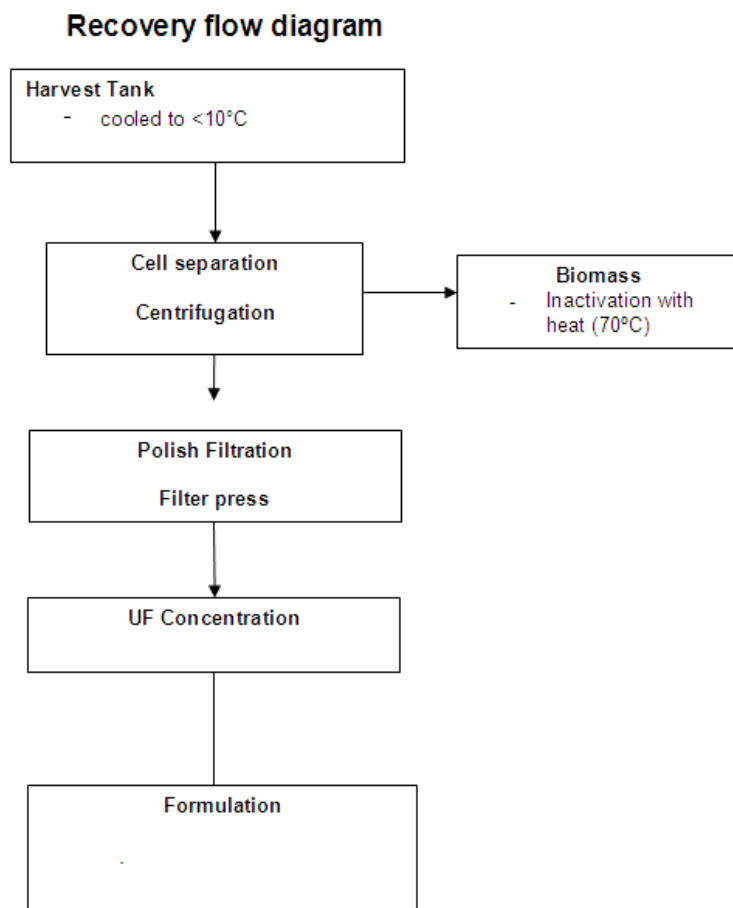 Recovery flow diagram
Harvest Tank
- cooled to <10°C
Cell separation
Centrifugation
Biomass
- Inactivation with
heat (70ºC)
Polish Filtration
Filter press
UF Concentration
Formulation
-